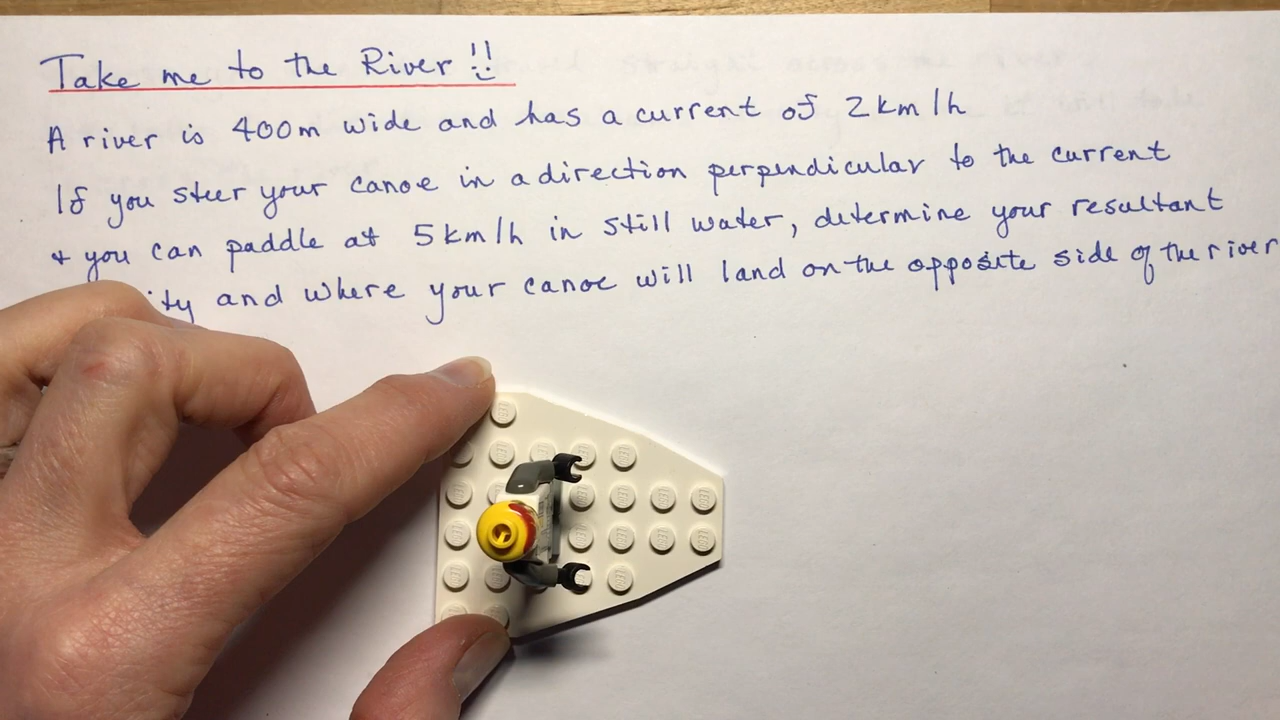 Take me to the River !!
A river is 400m wide and has a current of 2km/h
If you steer your canoe in a direction perpendicular to the current
+ you can paddle at 5km/h in still water, determine your resultant
ity and where your canoe will land on the opposite side of the river